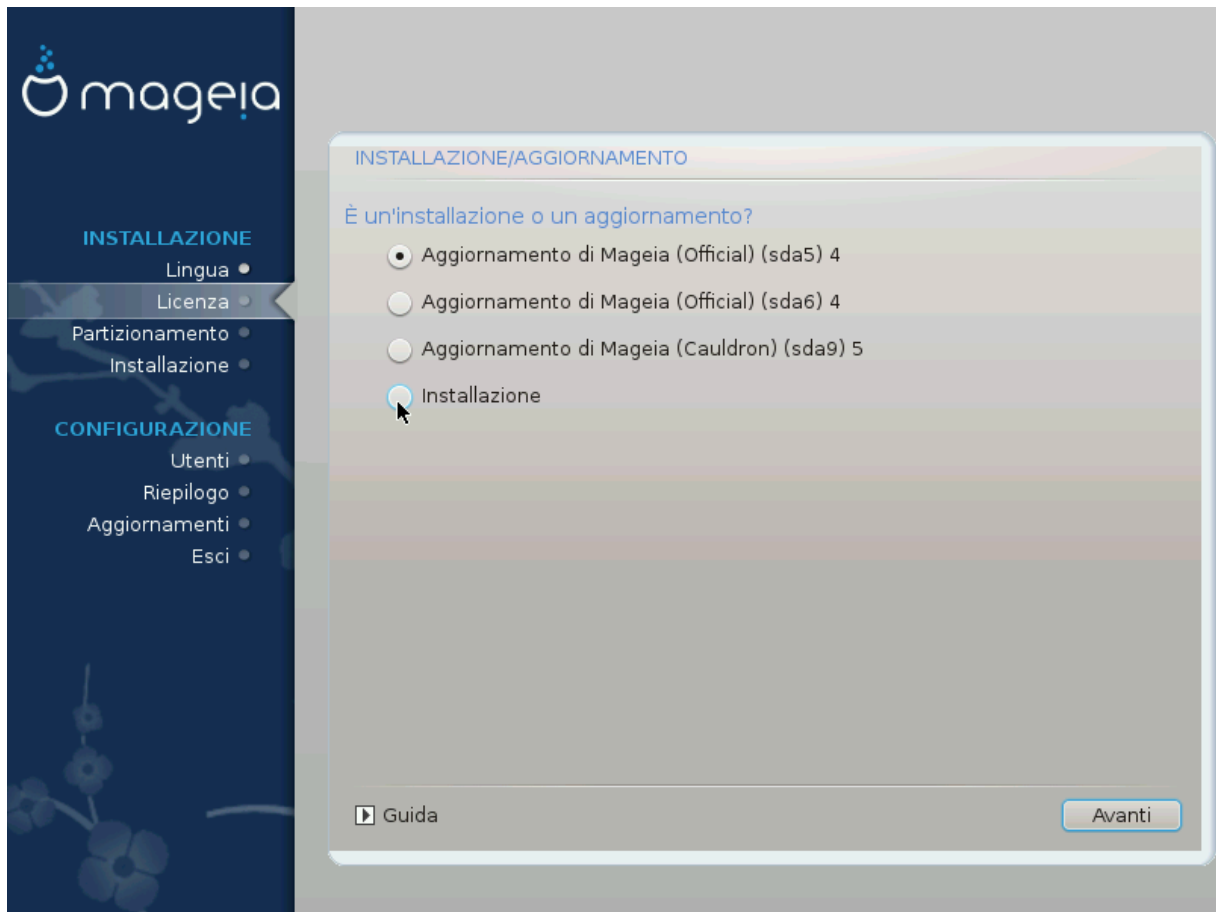 mageia
INSTALLAZIONE
Lingua
Licenza
Partizionamento
Installazione
CONFIGURAZIONE
Utenti
Riepilogo
Aggiornamenti
Esci
INSTALLAZIONE/AGGIORNAMENTO
È un'installazione o un aggiornamento?
Aggiornamento di Mageia (Official) (sda5) 4
Aggiornamento di Mageia (Official) (sda6) 4
Aggiornamento di Mageia (Cauldron) (sda9) 5
Installazione
Guida
Avanti